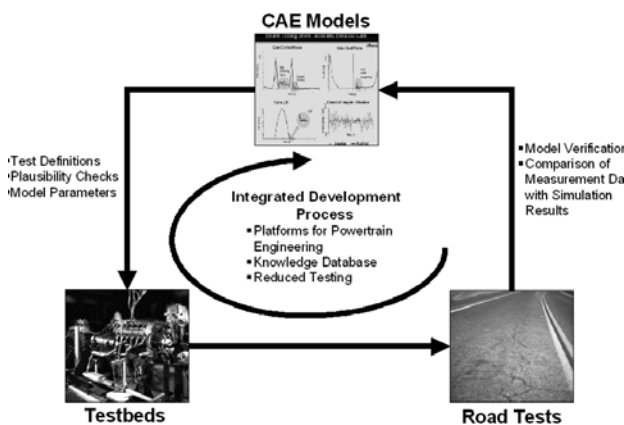 CAE Models
Test Definitions
Plausibility Checks
Model Parameters
Integrated Development
Process
▪ Platforms for Powertrain
Engineering
▪ Knowledge Database
▪ Reduced Testing
▪ Model Verification
▪ Comparison of
Measurement Da
with Simulation
Results
Testbeds
Road Tests